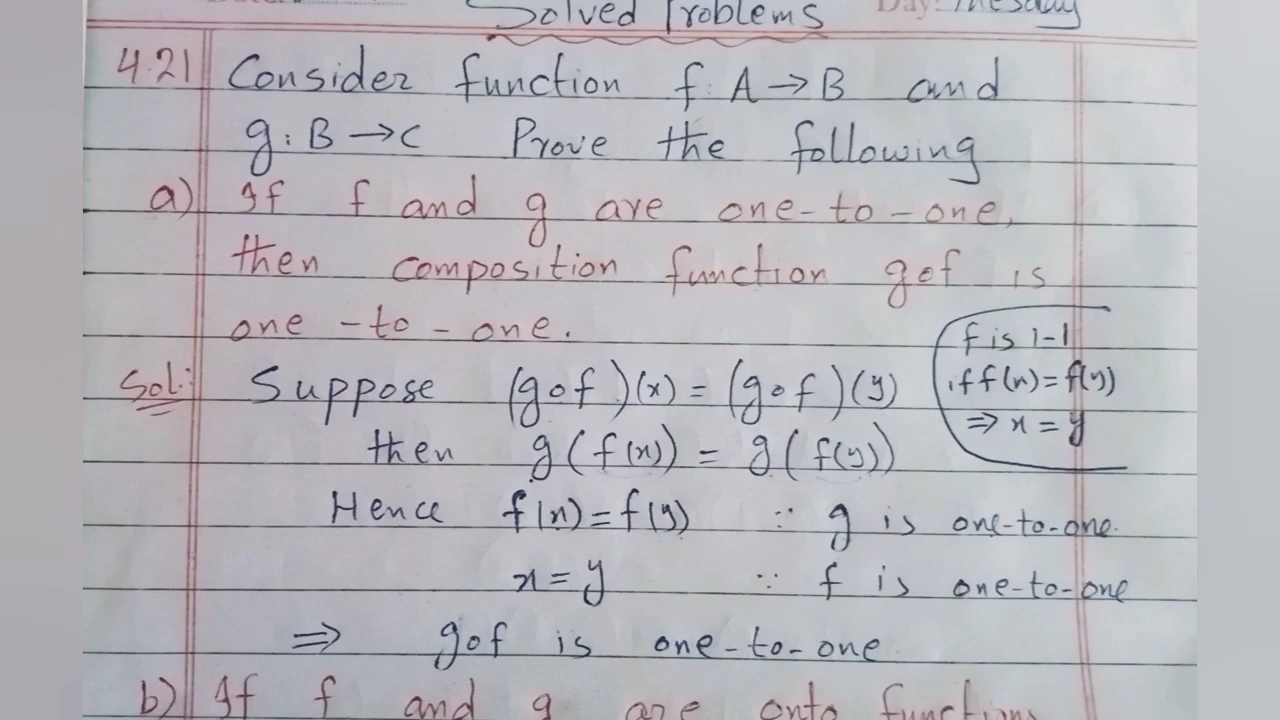 Solved Problems Day: Tuesday
4.21 Consider function f: A → B and
g: B → C Prove the following
a) If f and g are one-to-one,
then composition function gof is
one-to-one.
f is 1-1
if f(x) = f(y)
⇒ x = y
Sol: Suppose (gof)(x) = (gof)(y)
then g(f(x)) = g(f(y))
Hence f(x) = f(y) ∵ g is one-to-one.
x = y ∵ f is one-to-one
⇒ gof is one-to-one
b) If f and g are onto functions